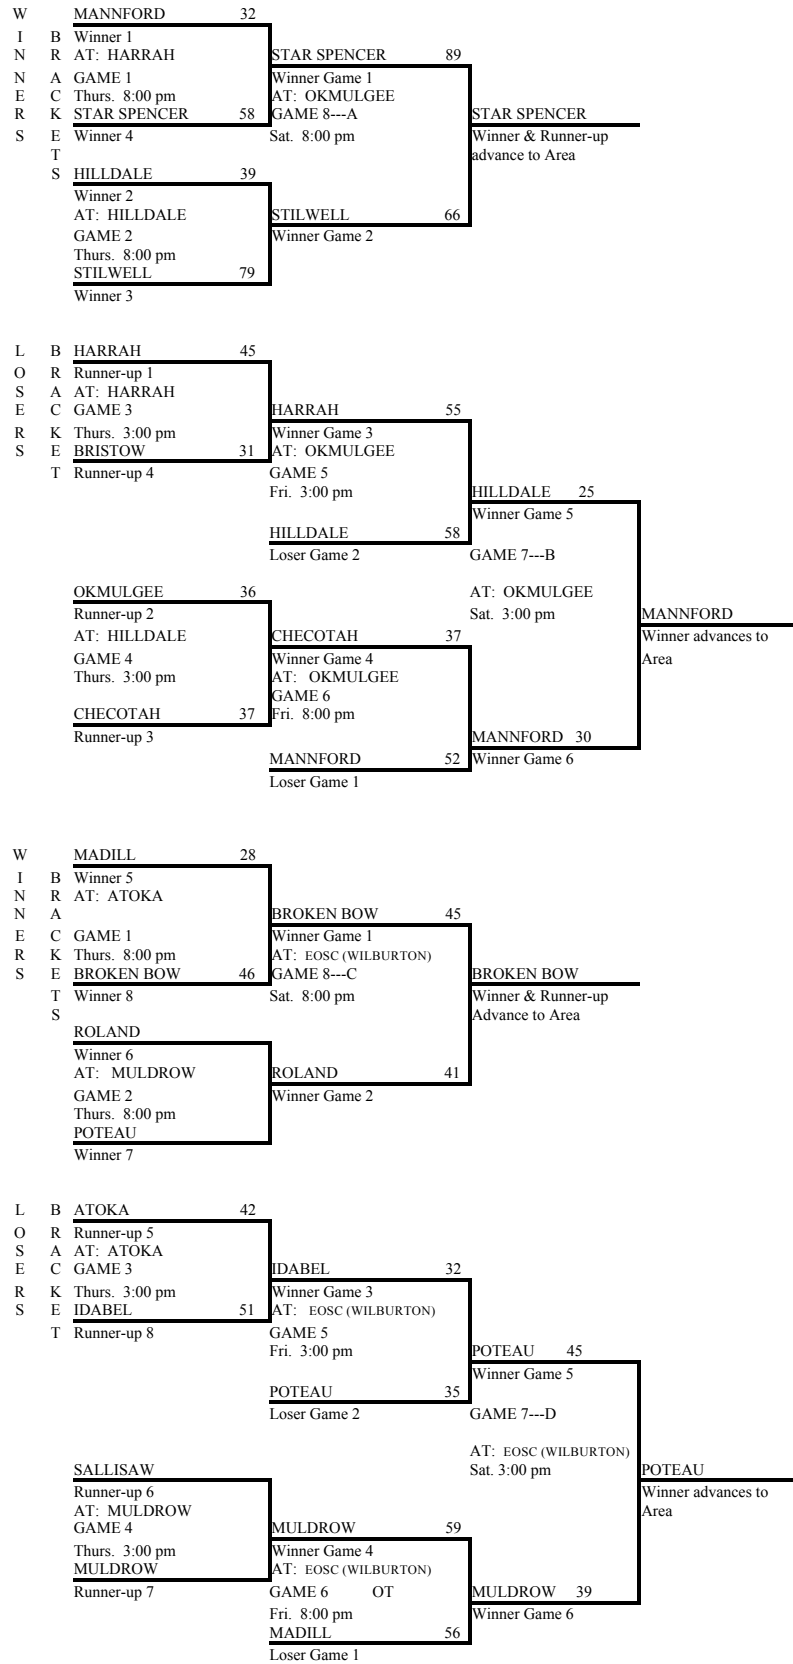 W MANNFORD 32
I B Winner 1
N R AT: HARRAH STAR SPENCER 89
N A GAME 1 Winner Game 1
E C Thurs. 8:00 pm AT: OKMULGEE
R K STAR SPENCER 58 GAME 8---A STAR SPENCER
S E Winner 4 Sat. 8:00 pm Winner & Runner-up
T advance to Area
S HILLDALE 39
Winner 2
AT: HILLDALE STILWELL 66
GAME 2 Winner Game 2
Thurs. 8:00 pm
STILWELL 79
Winner 3
L B HARRAH 45
O R Runner-up 1
S A AT: HARRAH
E C GAME 3 HARRAH 55
R K Thurs. 3:00 pm Winner Game 3
S E BRISTOW 31 AT: OKMULGEE
T Runner-up 4 GAME 5
Fri. 3:00 pm HILLDALE 25
Winner Game 5
HILLDALE 58
Loser Game 2 GAME 7---B
OKMULGEE 36 AT: OKMULGEE
Runner-up 2 Sat. 3:00 pm MANNFORD
AT: HILLDALE CHECOTAH 37 Winner advances to
GAME 4 Winner Game 4 Area
Thurs. 3:00 pm AT: OKMULGEE
GAME 6
CHECOTAH 37 Fri. 8:00 pm
Runner-up 3 MANNFORD 30
MANNFORD 52 Winner Game 6
Loser Game 1
W MADILL 28
I B Winner 5
N R AT: ATOKA
N A BROKEN BOW 45
E C GAME 1 Winner Game 1
R K Thurs. 8:00 pm AT: EOSC (WILBURTON)
S E BROKEN BOW 46 GAME 8---C BROKEN BOW
T Winner 8 Sat. 8:00 pm Winner & Runner-up
S Advance to Area
ROLAND
Winner 6
AT: MULDROW ROLAND 41
GAME 2 Winner Game 2
Thurs. 8:00 pm
POTEAU
Winner 7
L B ATOKA 42
O R Runner-up 5
S A AT: ATOKA
E C GAME 3 IDABEL 32
R K Thurs. 3:00 pm Winner Game 3
S E IDABEL 51 AT: EOSC (WILBURTON)
T Runner-up 8 GAME 5
Fri. 3:00 pm POTEAU 45
Winner Game 5
POTEAU 35
Loser Game 2 GAME 7---D
AT: EOSC (WILBURTON)
SALLISAW Sat. 3:00 pm POTEAU
Runner-up 6 Winner advances to
AT: MULDROW Area
GAME 4 MULDROW 59
Thurs. 3:00 pm Winner Game 4
MULDROW AT: EOSC (WILBURTON)
Runner-up 7 GAME 6 OT MULDROW 39
Fri. 8:00 pm Winner Game 6
MADILL 56
Loser Game 1